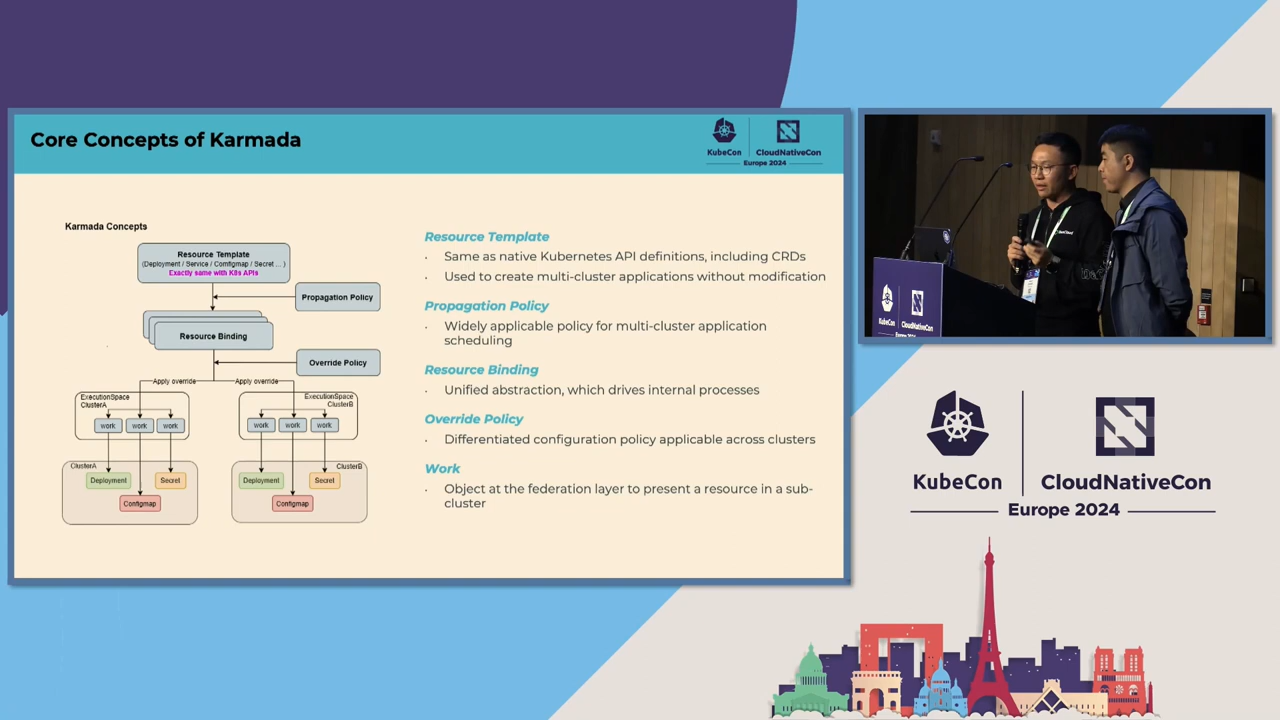 Core Concepts of Karmada
KubeCon
CloudNativeCon
Europe 2024
Karmada Concepts
Resource Template
(Deployment / Service / Comfigmap / Secret ... )
Exactly same with K8s APIs
Propagation Policy
Resource Binding
Override Policy
Apply override
Apply override
ExecutionSpace
ClusterA
work
work
work
ExecutionSpace
ClusterB
work
work
work
ClusterA
Deployment
Secret
Configmap
ClusterB
Deployment
Secret
Configmap
Resource Template
· Same as native Kubernetes API definitions, including CRDs
· Used to create multi-cluster applications without modification
Propagation Policy
· Widely applicable policy for multi-cluster application
scheduling
Resource Binding
· Unified abstraction, which drives internal processes
Override Policy
· Differentiated configuration policy applicable across clusters
Work
· Object at the federation layer to present a resource in a sub-
cluster
KubeCon
CloudNativeCon
KubeCon
CloudNativeCon
Europe 2024